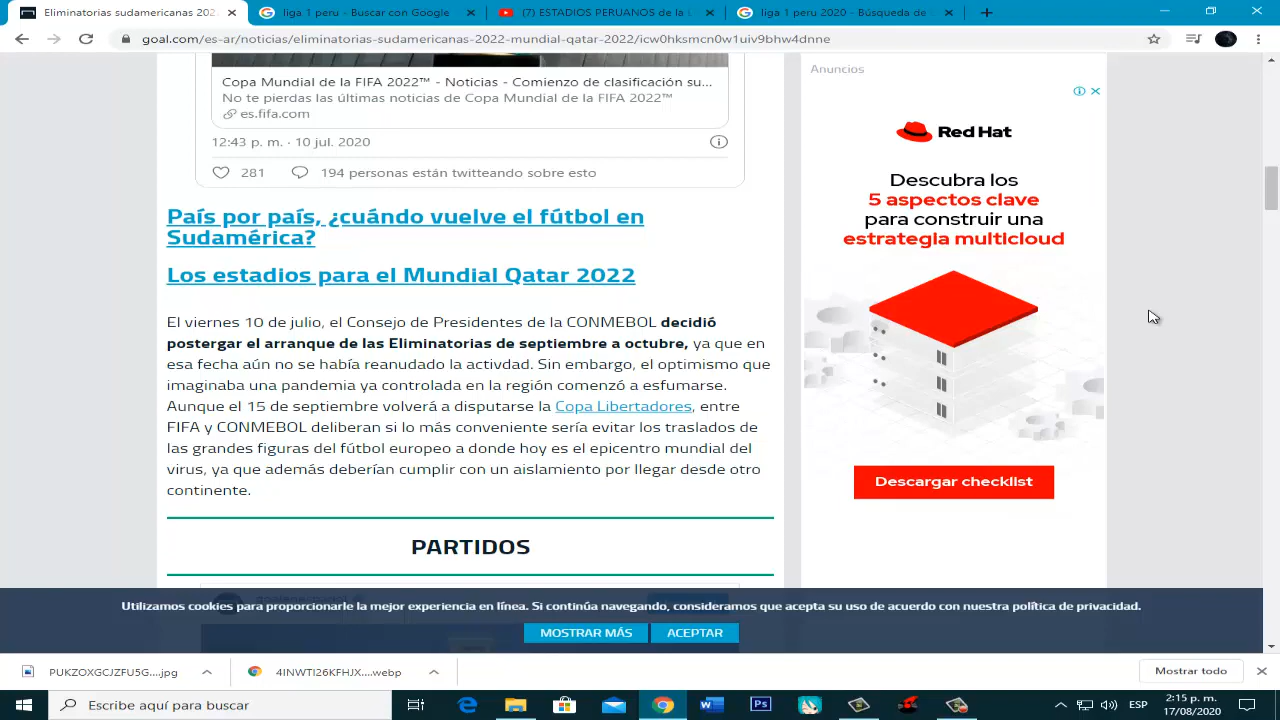 Eliminatorias sudamericanas 202
liga 1 peru - Buscar con Google
(7) ESTADIOS PERUANOS de la L
liga 1 peru 2020 - Búsqueda de
goal.com/es-ar/noticias/eliminatorias-sudamericanas-2022-mundial-qatar-2022/icw0hksmcn0w1uiv9bhw4dnne
Copa Mundial de la FIFA 2022™ - Noticias - Comienzo de clasificación su...
No te pierdas las últimas noticias de Copa Mundial de la FIFA 2022™
es.fifa.com
12:43 p. m. · 10 jul. 2020
281 194 personas están twitteando sobre esto
País por país, ¿cuándo vuelve el fútbol en
Sudamérica?
Los estadios para el Mundial Qatar 2022
El viernes 10 de julio, el Consejo de Presidentes de la CONMEBOL decidió
postergar el arranque de las Eliminatorias de septiembre a octubre, ya que en
esa fecha aún no se había reanudado la activdad. Sin embargo, el optimismo que
imaginaba una pandemia ya controlada en la región comenzó a esfumarse.
Aunque el 15 de septiembre volverá a disputarse la Copa Libertadores, entre
FIFA y CONMEBOL deliberan si lo más conveniente sería evitar los traslados de
las grandes figuras del fútbol europeo a donde hoy es el epicentro mundial del
virus, ya que además deberían cumplir con un aislamiento por llegar desde otro
continente.
PARTIDOS
Anuncios
Red Hat
Descubra los
5 aspectos clave
para construir una
estrategia multicloud
Descargar checklist
Utilizamos cookies para proporcionarle la mejor experiencia en línea. Si continúa navegando, consideramos que acepta su uso de acuerdo con nuestra política de privacidad.
MOSTRAR MÁS ACEPTAR
PUKZOXGCJZFU5G....jpg
4INWTI26KFHJX....webp
Mostrar todo
Escribe aquí para buscar
ESP
2:15 p. m.
17/08/2020